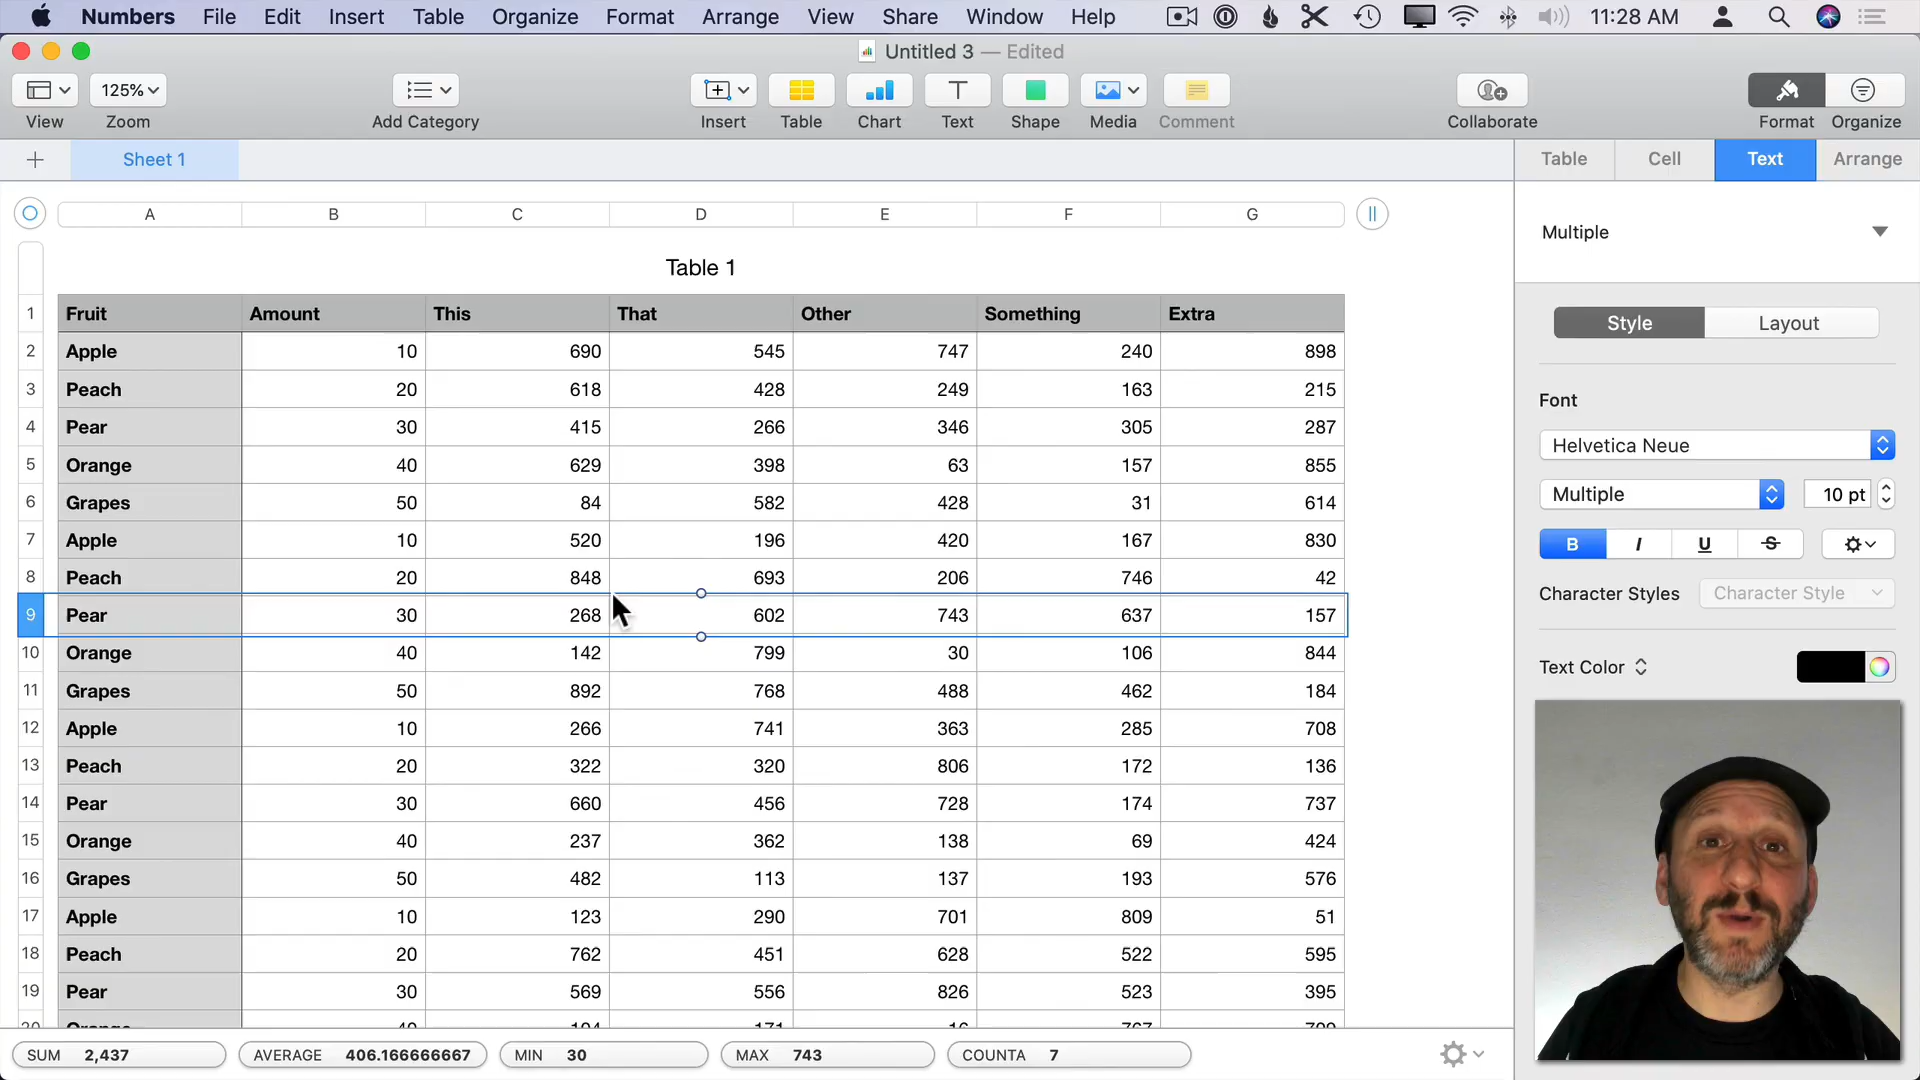 Numbers File Edit Insert Table Organize Format Arrange View Share Window Help 11:28 AM
Untitled 3 — Edited
125%
View Zoom Add Category Insert Table Chart Text Shape Media Comment Collaborate Format Organize
Sheet 1
Table Cell Text Arrange
A B C D E F G
Multiple
Table 1
1 Fruit Amount This That Other Something Extra
Style Layout
2 Apple 10 690 545 747 240 898
3 Peach 20 618 428 249 163 215
Font
4 Pear 30 415 266 346 305 287
Helvetica Neue
5 Orange 40 629 398 63 157 855
Multiple 10 pt
6 Grapes 50 84 582 428 31 614
7 Apple 10 520 196 420 167 830
B I U S
8 Peach 20 848 693 206 746 42
Character Styles Character Style
9 Pear 30 268 602 743 637 157
10 Orange 40 142 799 30 106 844
Text Color
11 Grapes 50 892 768 488 462 184
12 Apple 10 266 741 363 285 708
13 Peach 20 322 320 806 172 136
14 Pear 30 660 456 728 174 737
15 Orange 40 237 362 138 69 424
16 Grapes 50 482 113 137 193 576
17 Apple 10 123 290 701 809 51
18 Peach 20 762 451 628 522 595
19 Pear 30 569 556 826 523 395
SUM 2,437 AVERAGE 406.166666667 MIN 30 MAX 743 COUNTA 7